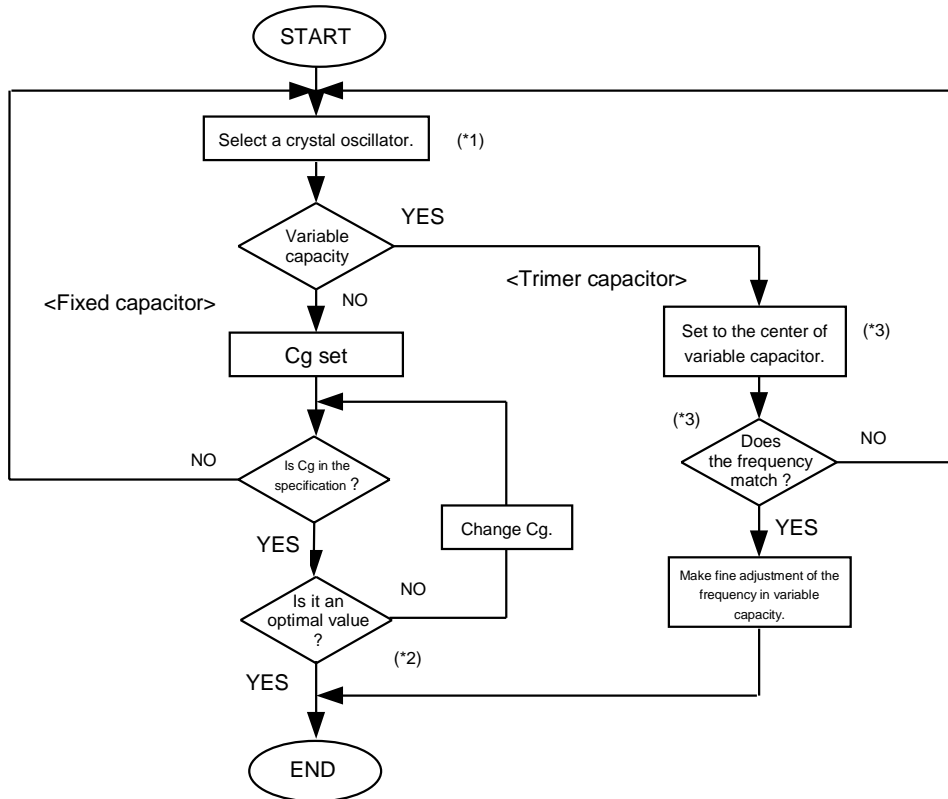 START
Select a crystal oscillator.
(*1)
Variable
capacity
YES
<Fixed capacitor>
NO
<Trimer capacitor>
Cg set
Set to the center of
variable capacitor.
(*3)
NO
Is Cg in the
specification ?
YES
Change Cg.
(*3)
Does
the frequency
match ?
NO
YES
Is it an
optimal value
?
NO
(*2)
YES
Make fine adjustment of the
frequency in variable
capacity.
END